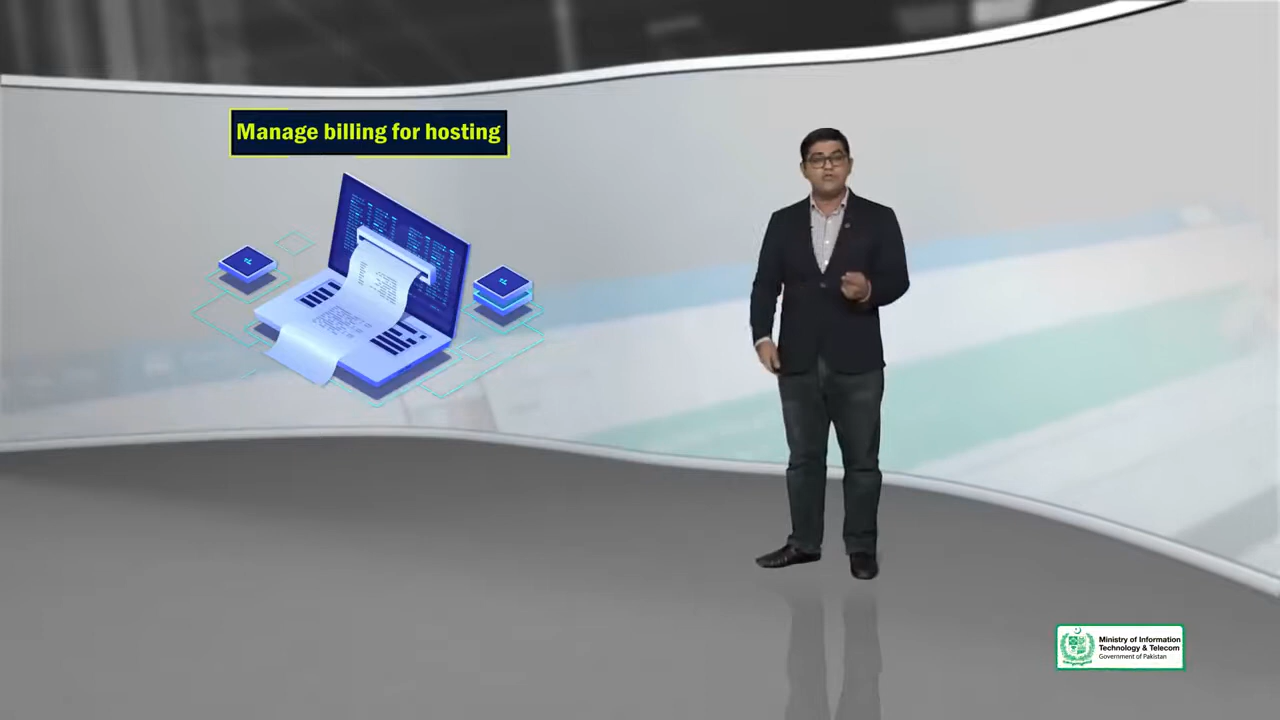 Manage billing for hosting
Ministry of Information
Technology & Telecom
Government of Pakistan